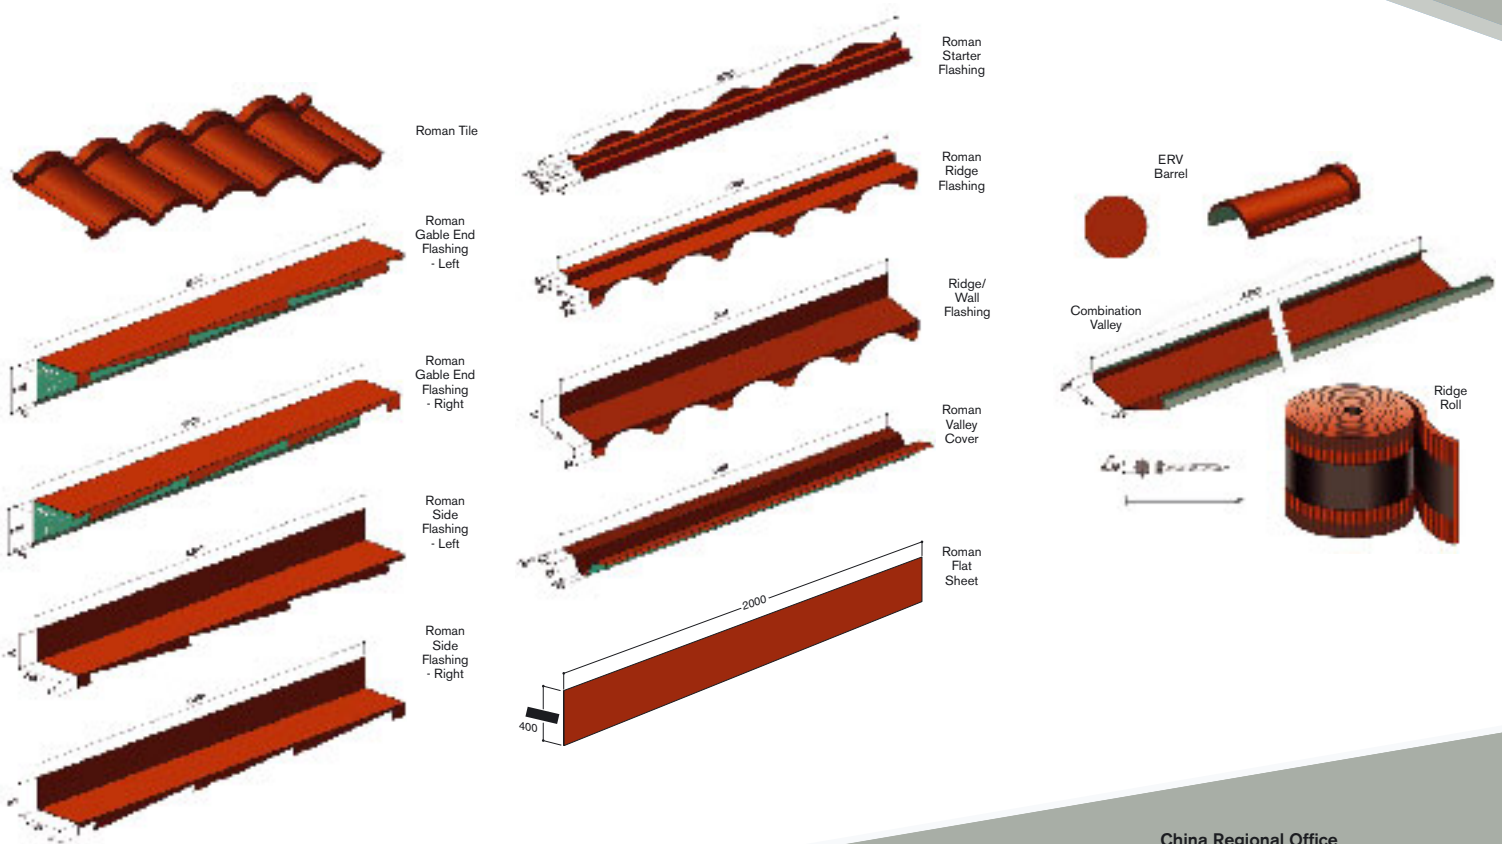 Roman Tile
Roman
Gable End
Flashing
- Left
Roman
Gable End
Flashing
- Right
Roman
Side
Flashing
- Left
Roman
Side
Flashing
- Right
Roman
Starter
Flashing
Roman
Ridge
Flashing
Ridge/
Wall
Flashing
Roman
Valley
Cover
Roman
Flat
Sheet
2000
400
ERV
Barrel
Combination
Valley
Ridge
Roll
China Regional Office